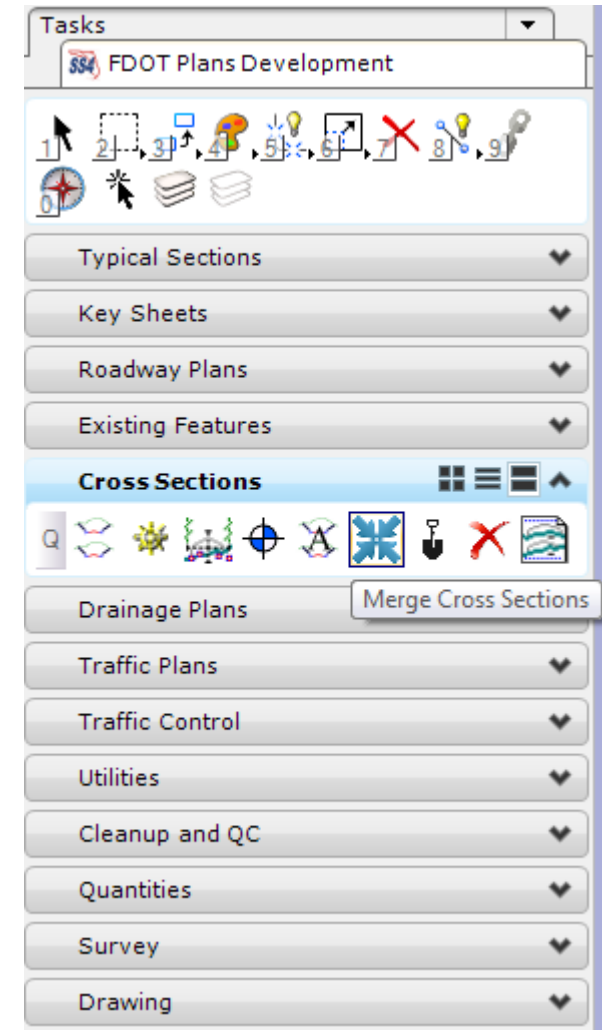 Tasks
SS4 FDOT Plans Development
1 2 3 4 5 6 7 8 9
0
Typical Sections
Key Sheets
Roadway Plans
Existing Features
Cross Sections
Q A
Drainage Plans
Merge Cross Sections
Traffic Plans
Traffic Control
Utilities
Cleanup and QC
Quantities
Survey
Drawing